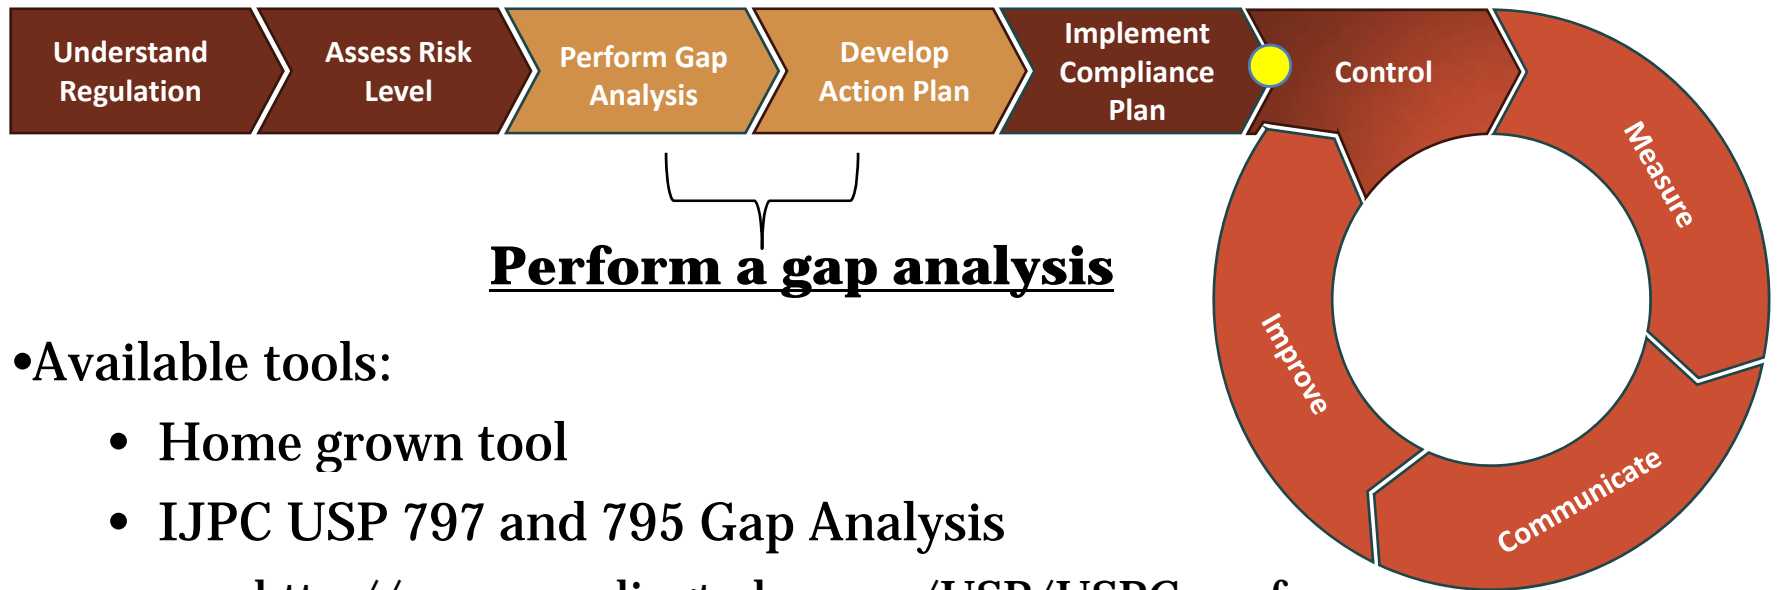 Understand
Regulation
Assess Risk
Level
Perform Gap
Analysis
Develop
Action Plan
Implement
Compliance
Plan
Control
Measure
Communicate
Improve
Perform a gap analysis
•Available tools:
• Home grown tool
• IJPC USP 797 and 795 Gap Analysis